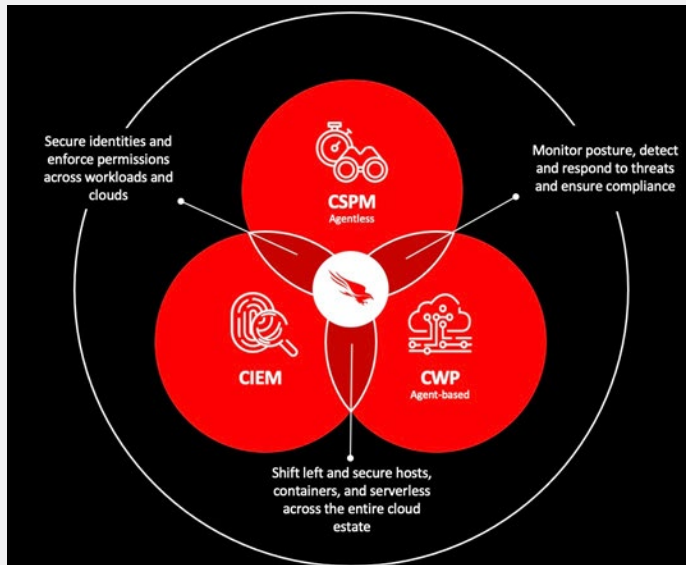 Secure identities and
enforce permissions
across workloads and
clouds
CSPM
Agentless
Monitor posture, detect
and respond to threats
and ensure compliance
CIEM
CWP
Agent-based
Shift left and secure hosts,
containers, and serverless
across the entire cloud
estate